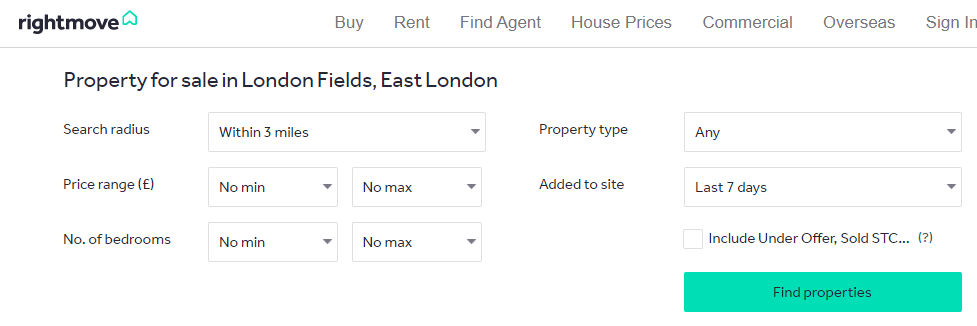 rightmove
Buy Rent Find Agent House Prices Commercial Overseas Sign In
Property for sale in London Fields, East London
Search radius Within 3 miles Property type Any
Price range (£) No min No max Added to site Last 7 days
No. of bedrooms No min No max Include Under Offer, Sold STC... (?)
Find properties